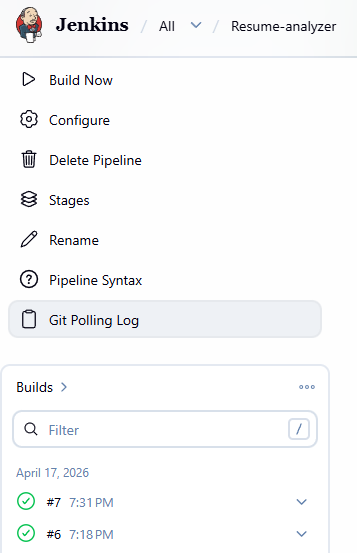 Jenkins / All / Resume-analyzer
Build Now
Configure
Delete Pipeline
Stages
Rename
Pipeline Syntax
Git Polling Log
Builds
Filter /
April 17, 2026
#7 7:31 PM
#6 7:18 PM